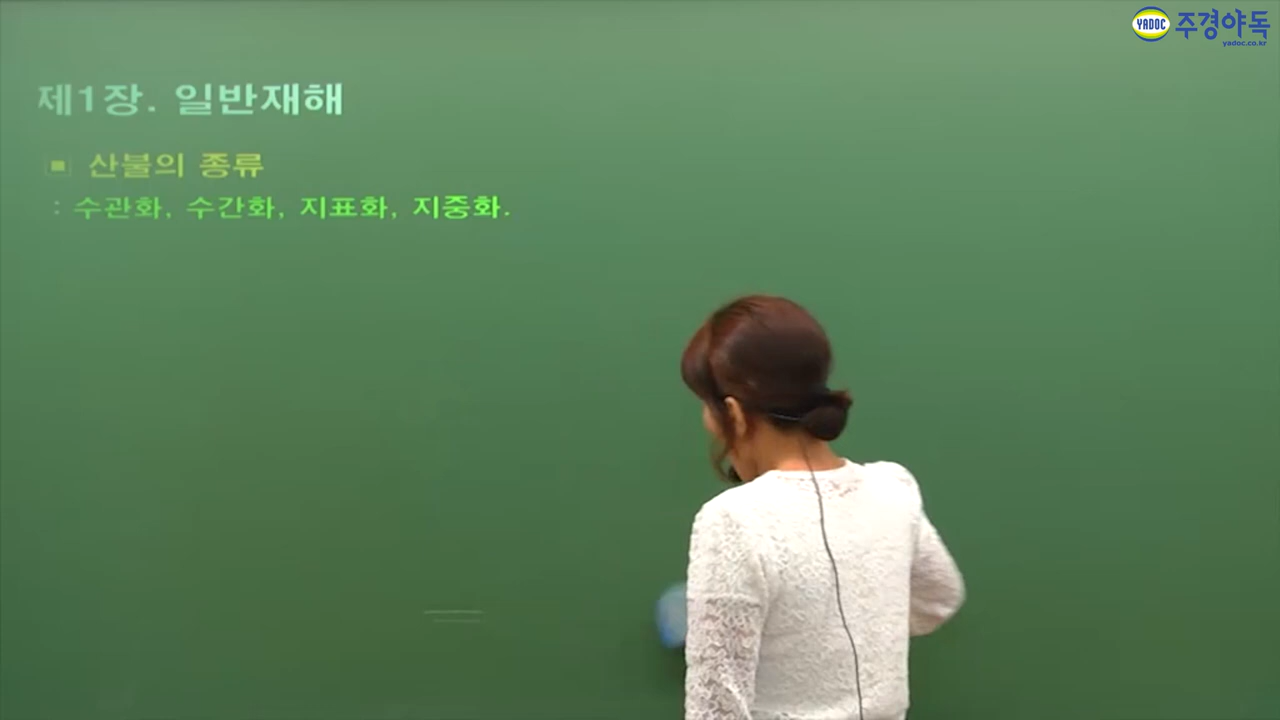 YADOC 주경야독
yadoc.co.kr
제1장. 일반재해
■ 산불의 종류
: 수관화, 수간화, 지표화, 지중화.